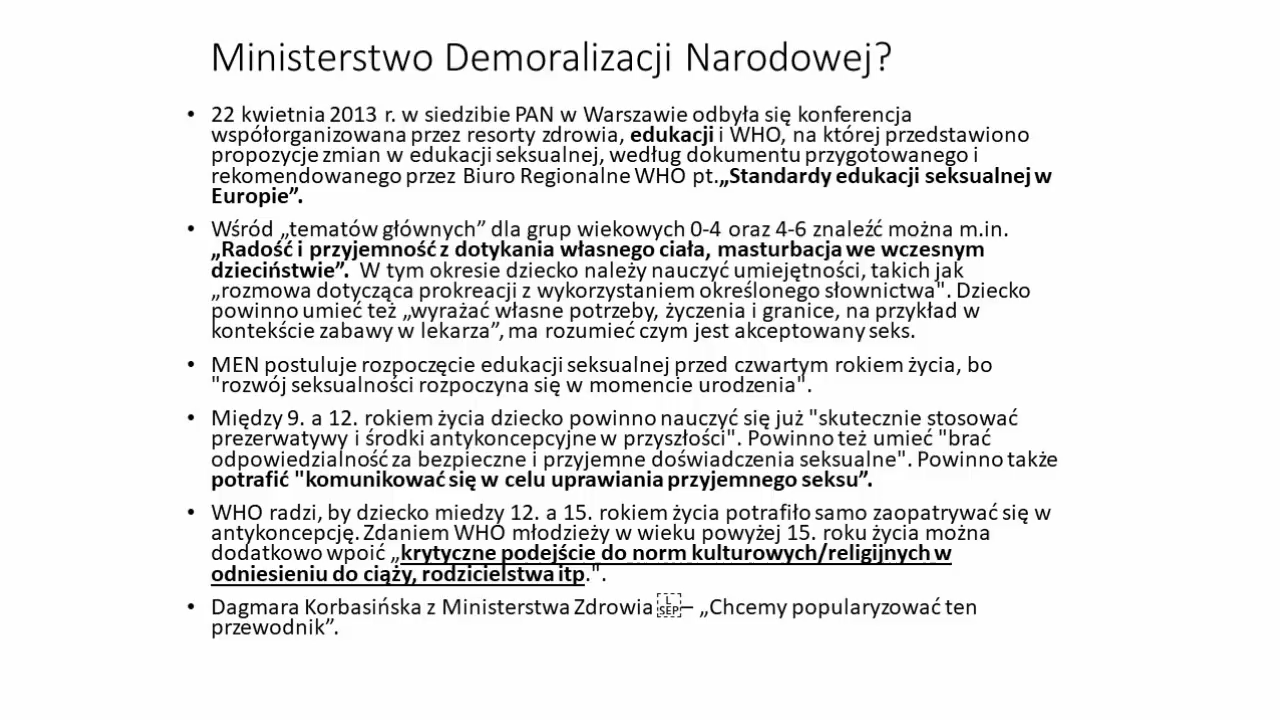 Ministerstwo Demoralizacji Narodowej?
• 22 kwietnia 2013 r. w siedzibie PAN w Warszawie odbyła się konferencja
współorganizowana przez resorty zdrowia, edukacji i WHO, na której przedstawiono
propozycje zmian w edukacji seksualnej, według dokumentu przygotowanego i
rekomendowanego przez Biuro Regionalne WHO pt.„Standardy edukacji seksualnej w
Europie”.
• Wśród „tematów głównych” dla grup wiekowych 0-4 oraz 4-6 znaleźć można m.in.
„Radość i przyjemność z dotykania własnego ciała, masturbacja we wczesnym
dzieciństwie”. W tym okresie dziecko należy nauczyć umiejętności, takich jak
„rozmowa dotycząca prokreacji z wykorzystaniem określonego słownictwa". Dziecko
powinno umieć też „wyrażać własne potrzeby, życzenia i granice, na przykład w
kontekście zabawy w lekarza”, ma rozumieć czym jest akceptowany seks.
• MEN postuluje rozpoczęcie edukacji seksualnej przed czwartym rokiem życia, bo
"rozwój seksualności rozpoczyna się w momencie urodzenia".
• Między 9. a 12. rokiem życia dziecko powinno nauczyć się już "skutecznie stosować
prezerwatywy i środki antykoncepcyjne w przyszłości". Powinno też umieć "brać
odpowiedzialność za bezpieczne i przyjemne doświadczenia seksualne". Powinno także
potrafić "komunikować się w celu uprawiania przyjemnego seksu”.
• WHO radzi, by dziecko miedzy 12. a 15. rokiem życia potrafiło samo zaopatrywać się w
antykoncepcję. Zdaniem WHO młodzieży w wieku powyżej 15. roku życia można
dodatkowo wpoić „krytyczne podejście do norm kulturowych/religijnych w
odniesieniu do ciąży, rodzicielstwa itp.".
• Dagmara Korbasińska z Ministerstwa Zdrowia L SEP – „Chcemy popularyzować ten
przewodnik”.